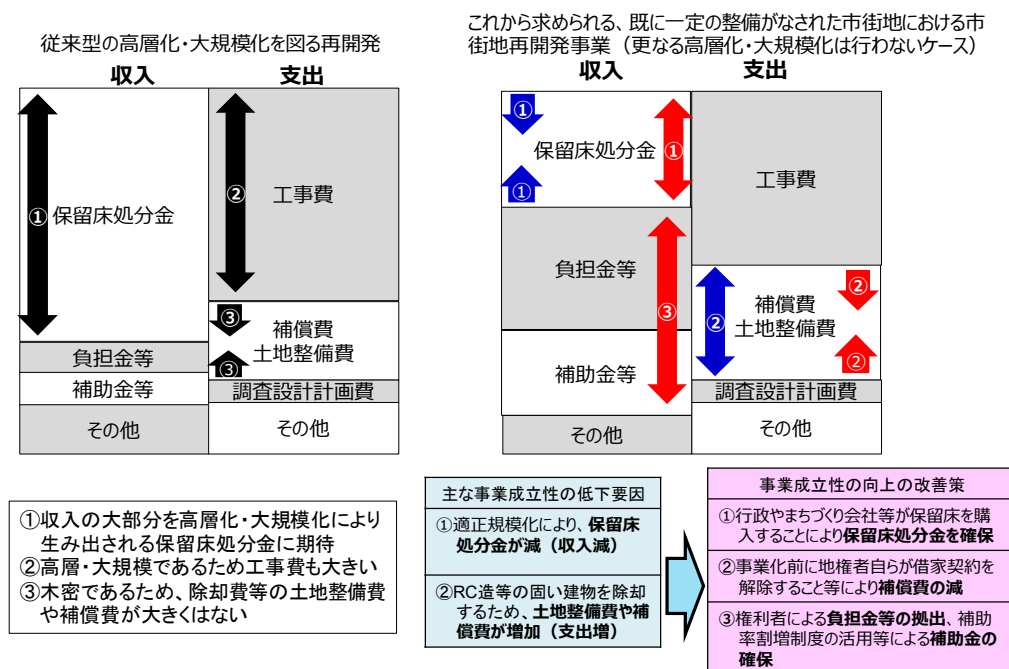 従来型の高層化・大規模化を図る再開発
収入
支出
①
保留床処分金
負担金等
補助金等
その他
②
工事費
③
補償費
土地整備費
③
調査設計計画費
その他
これから求められる、既に一定の整備がなされた市街地における市
街地再開発事業（更なる高層化・大規模化は行わないケース）
収入
支出
①
保留床処分金
①
①
負担金等
③
補助金等
その他
工事費
②
補償費
土地整備費
②
②
調査設計計画費
その他
①収入の大部分を高層化・大規模化により
生み出される保留床処分金に期待
②高層・大規模であるため工事費も大きい
③木密であるため、除却費等の土地整備費
や補償費が大きくはない
主な事業成立性の低下要因
①適正規模化により、保留床
処分金が減（収入減）
②RC造等の固い建物を除却
するため、土地整備費や補
償費が増加（支出増）
事業成立性の向上の改善策
①行政やまちづくり会社等が保留床を購
入することにより保留床処分金を確保
②事業化前に地権者自らが借家契約を
解除すること等により補償費の減
③権利者による負担金等の拠出、補助
率割増制度の活用等による補助金の
確保